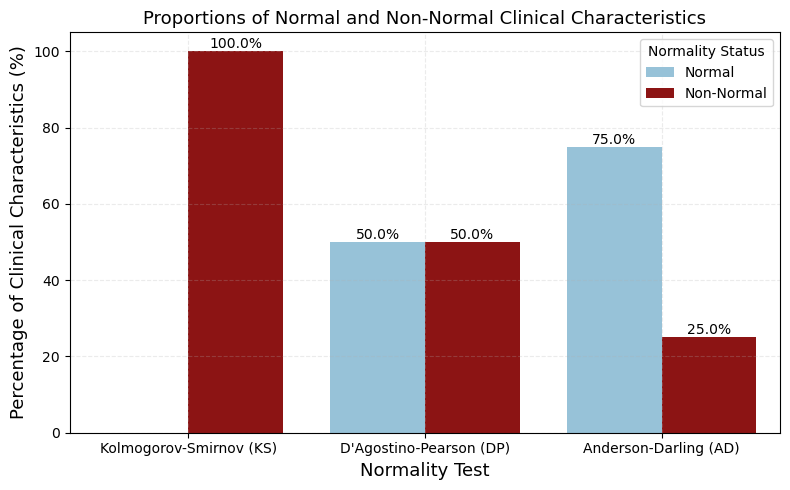 Proportions of Normal and Non-Normal Clinical Characteristics
Percentage of Clinical Characteristics (%)
100
80
60
40
20
0
100.0%
50.0%
50.0%
75.0%
25.0%
Normality Status
Normal
Non-Normal
Kolmogorov-Smirnov (KS)
D'Agostino-Pearson (DP)
Anderson-Darling (AD)
Normality Test